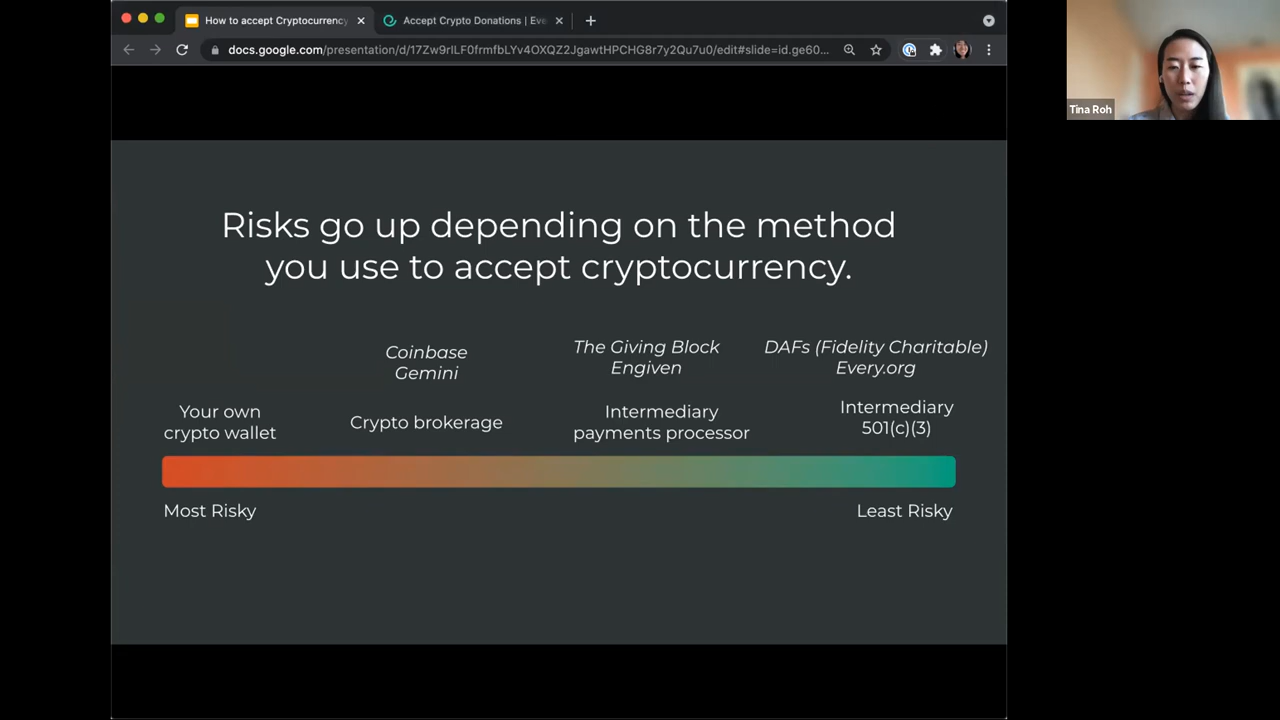 How to accept Cryptocurrency
Accept Crypto Donations | Eve
docs.google.com/presentation/d/17Zw9rILF0frmfbLYv4OXQZ2JgawtHPCHG8r7y2Qu7u0/edit#slide=id.ge60...
Tina Roh
Risks go up depending on the method
you use to accept cryptocurrency.
Coinbase
Gemini
The Giving Block
Engiven
DAFs (Fidelity Charitable)
Every.org
Your own
crypto wallet
Crypto brokerage
Intermediary
payments processor
Intermediary
501(c)(3)
Most Risky
Least Risky